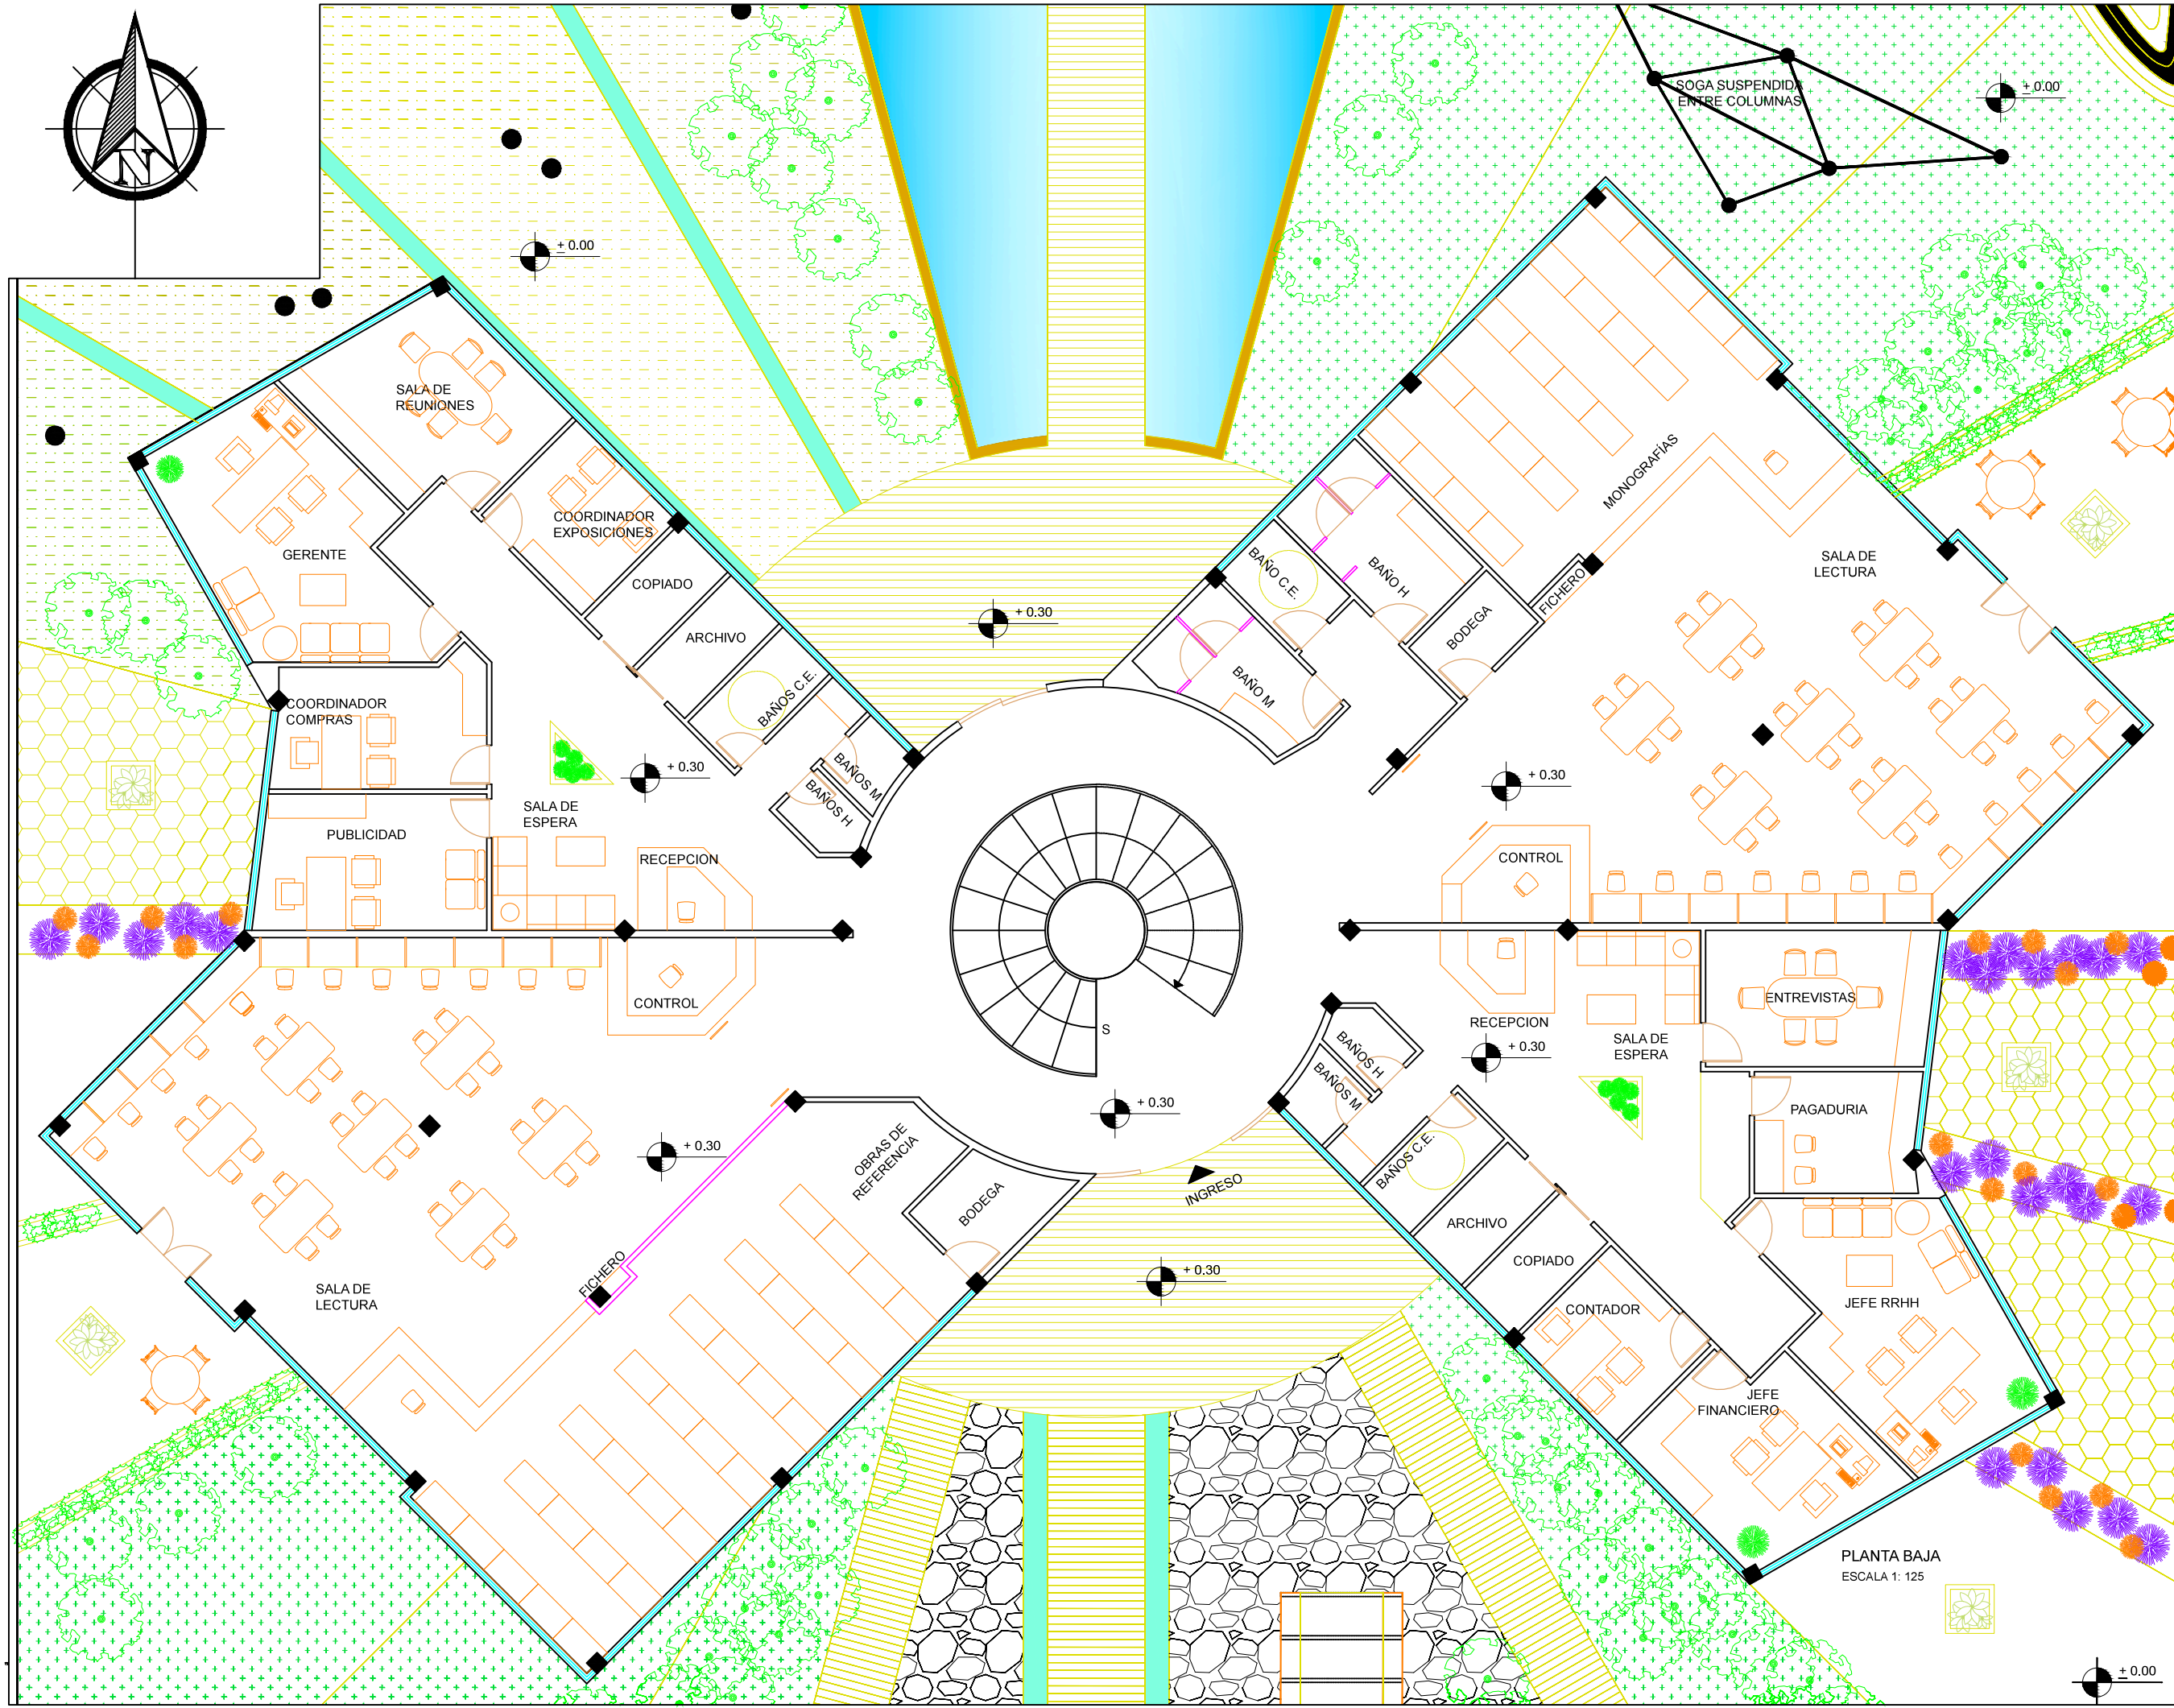 N
SOGA SUSPENDIDA
ENTRE COLUMNAS
+ 0.00
+ 0.00
SALA DE
REUNIONES
MONOGRAFÍAS
COORDINADOR
EXPOSICIONES
GERENTE
COPIADO
ARCHIVO
BAÑOS C.E.
BAÑOS M
BAÑOS H
COORDINADOR
COMPRAS
PUBLICIDAD
SALA DE
ESPERA
+ 0.30
RECEPCION
+ 0.30
BAÑO C.E.
BAÑO H
BAÑO M
BODEGA
FICHERO
SALA DE
LECTURA
+ 0.30
CONTROL
CONTROL
S
+ 0.30
+ 0.30
OBRAS DE
REFERENCIA
BODEGA
FICHERO
SALA DE
LECTURA
INGRESO
+ 0.30
RECEPCION
+ 0.30
SALA DE
ESPERA
ENTREVISTAS
PAGADURIA
BAÑOS H
BAÑOS M
BAÑOS C.E.
ARCHIVO
COPIADO
CONTADOR
JEFE RRHH
JEFE
FINANCIERO
PLANTA BAJA
ESCALA 1: 125
+ 0.00